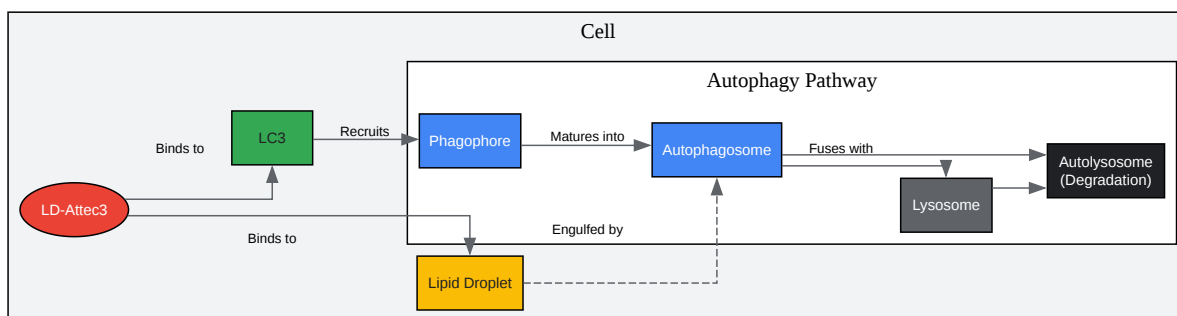 Cell
Autophagy Pathway
LC3
Recruits
Phagophore
Matures into
Autophagosome
Fuses with
Autolysosome
(Degradation)
Binds to
Lysosome
LD-Attec3
Binds to
Engulfed by
Lipid Droplet